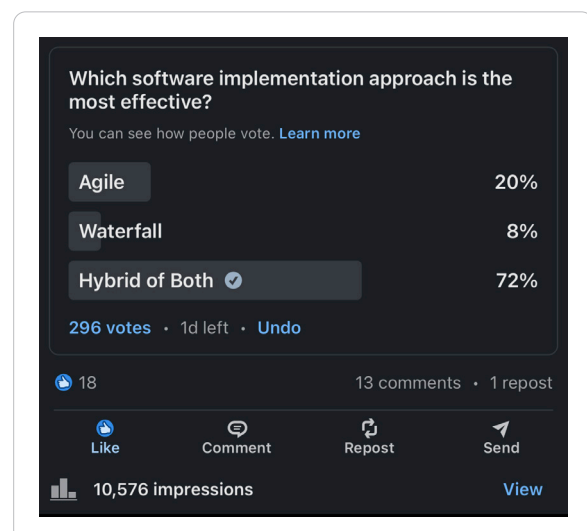 Which software implementation approach is the
most effective?
You can see how people vote. Learn more
Agile 20%
Waterfall 8%
Hybrid of Both 72%
296 votes • 1d left • Undo
18 13 comments • 1 repost
Like Comment Repost Send
10,576 impressions View